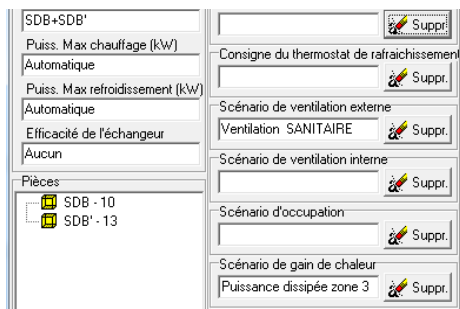 SDB+SDB'
Puiss. Max chauffage (kW)
Automatique
Puiss. Max refroidissement (kW)
Automatique
Efficacité de l'échangeur
Aucun
Pièces
SDB - 10
SDB' - 13
Suppr.
Consigne du thermostat de rafraichissement
Suppr.
Scénario de ventilation externe
Ventilation SANITAIRE
Suppr.
Scénario de ventilation interne
Suppr.
Scénario d'occupation
Suppr.
Scénario de gain de chaleur
Puissance dissipée zone 3
Suppr.